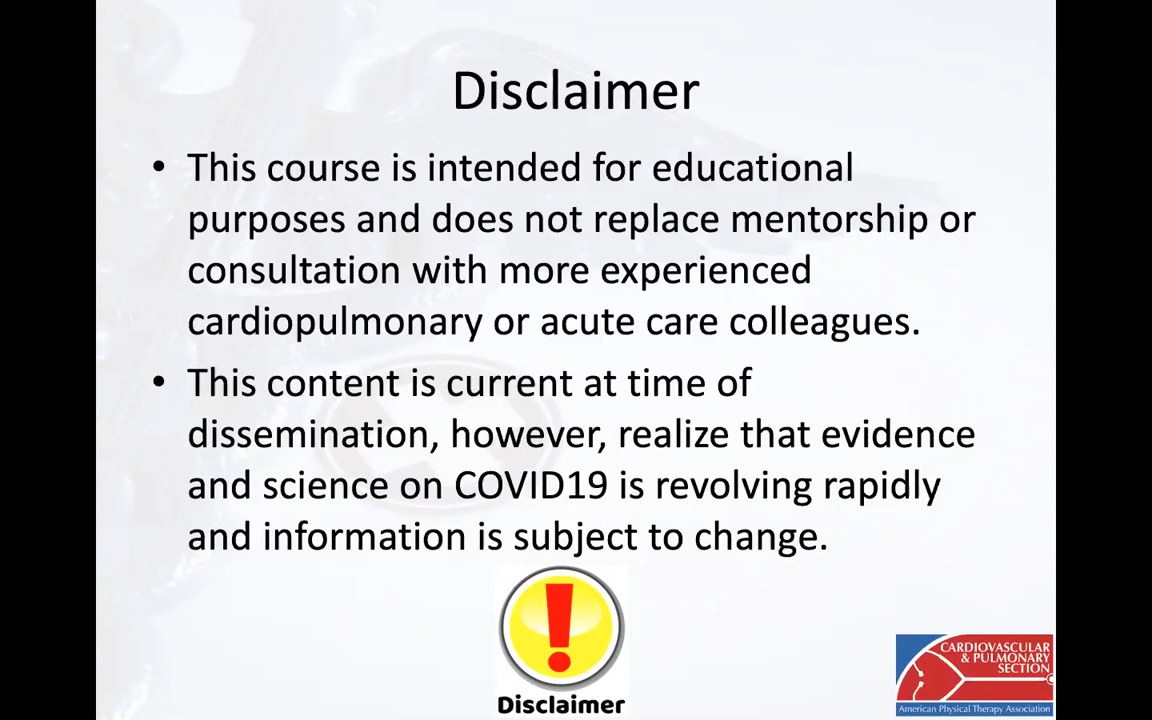 Disclaimer
• This course is intended for educational
purposes and does not replace mentorship or
consultation with more experienced
cardiopulmonary or acute care colleagues.
• This content is current at time of
dissemination, however, realize that evidence
and science on COVID19 is revolving rapidly
and information is subject to change.
Disclaimer
CARDIOVASCULAR
& PULMONARY
SECTION
American Physical Therapy Association